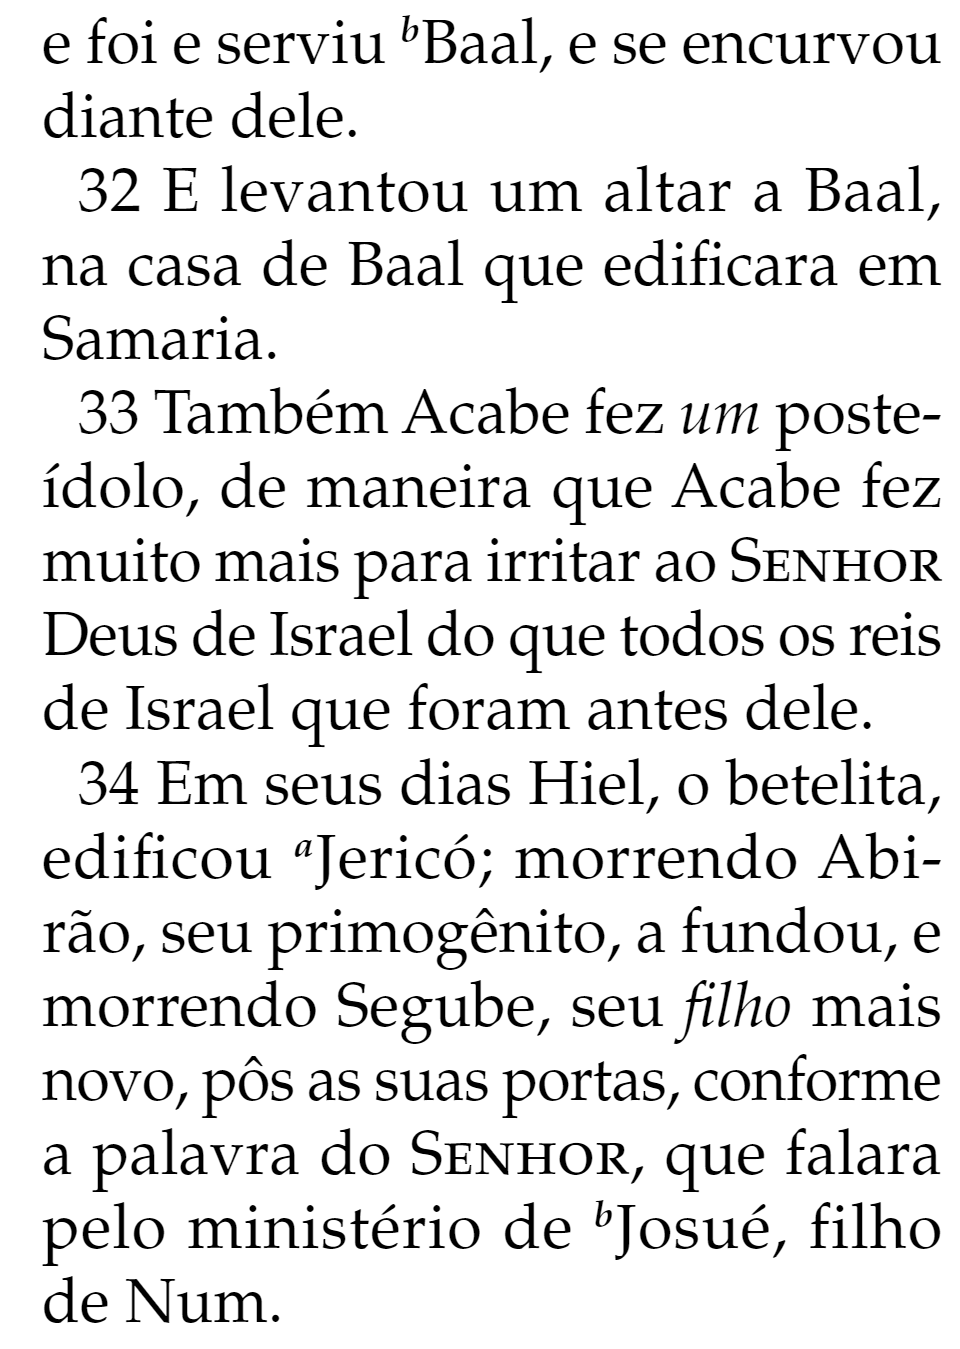 e foi e serviu bBaal, e se encurvou
diante dele.
32 E levantou um altar a Baal,
na casa de Baal que edificara em
Samaria.
33 Também Acabe fez um poste-
ídolo, de maneira que Acabe fez
muito mais para irritar ao SENHOR
Deus de Israel do que todos os reis
de Israel que foram antes dele.
34 Em seus dias Hiel, o betelita,
edificou aJericó; morrendo Abi-
rão, seu primogênito, a fundou, e
morrendo Segube, seu filho mais
novo, pôs as suas portas, conforme
a palavra do SENHOR, que falara
pelo ministério de bJosué, filho
de Num.